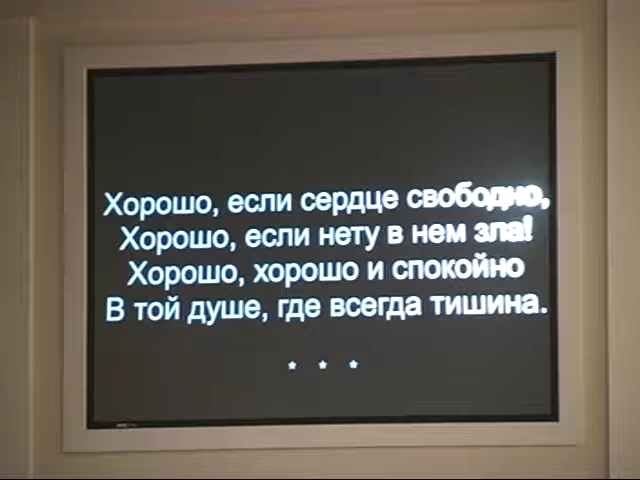 Хорошо, если сердце свободно,
Хорошо, если нету в нем зла!
Хорошо, хорошо и спокойно
В той душе, где всегда тишина.
* * *